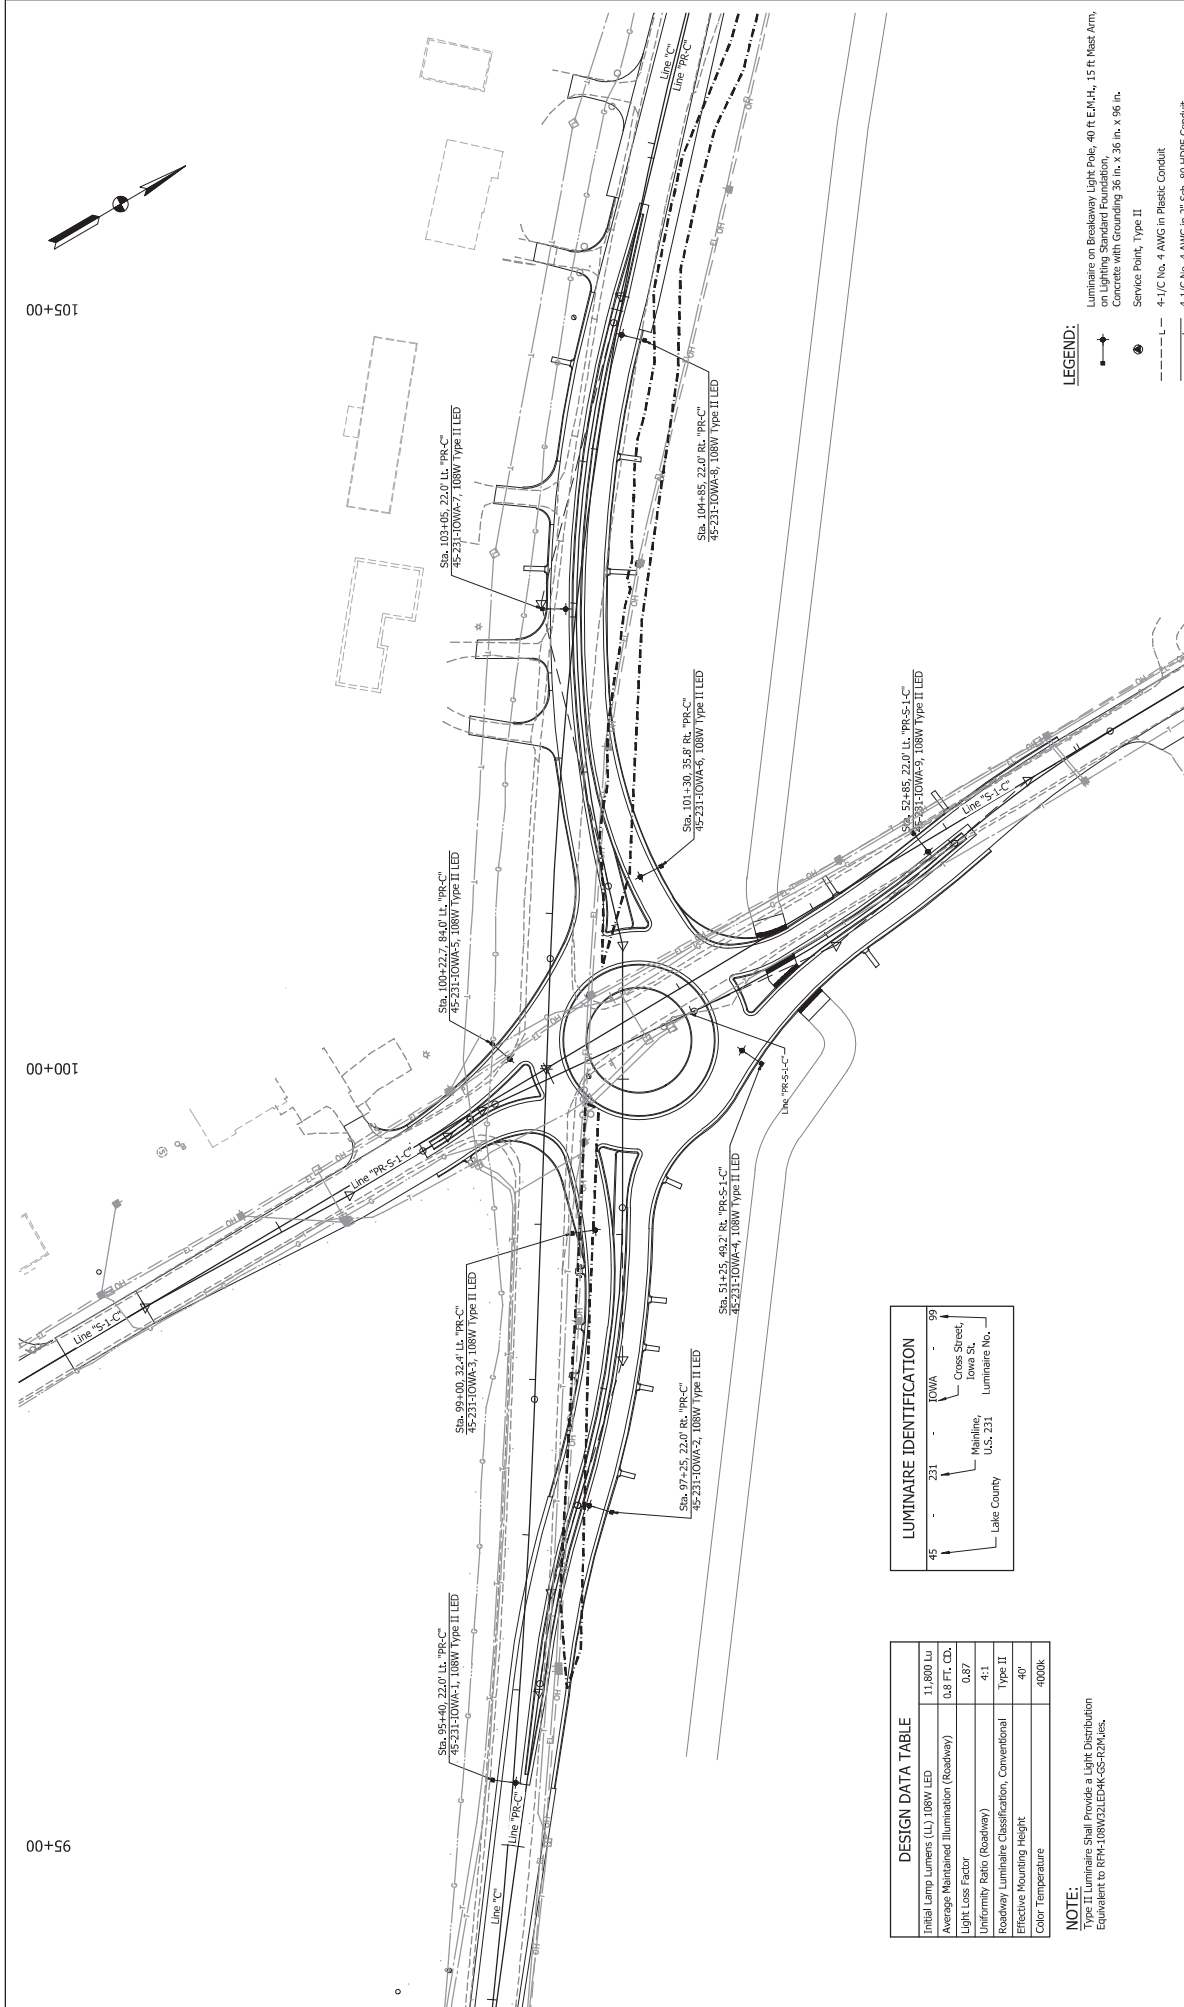 105+00
100+00
95+00
Line "C"
Line "PR-C"
Sta. 103+05, 22.0' Lt. "PR-C"
45-231-IOWA-7, 108W Type II LED
Sta. 104+85, 22.0' Rt. "PR-C"
45-231-IOWA-8, 108W Type II LED
Sta. 100+22.7, 84.0' Lt. "PR-C"
45-231-IOWA-5, 108W Type II LED
Sta. 101+30, 35.8' Rt. "PR-C"
45-231-IOWA-6, 108W Type II LED
Sta. 52+85, 22.0' Lt. "PR-S-1-C"
45-231-IOWA-9, 108W Type II LED
Line "S-1-C"
Line "PR-S-1-C"
Line "PR-S-1-C"
Line "S-1-C"
Sta. 99+00, 32.4' Lt. "PR-C"
45-231-IOWA-3, 108W Type II LED
Sta. 51+25, 49.2' Rt. "PR-S-1-C"
45-231-IOWA-4, 108W Type II LED
Sta. 95+40, 22.0' Lt. "PR-C"
45-231-IOWA-1, 108W Type II LED
Sta. 97+25, 22.0' Rt. "PR-C"
45-231-IOWA-2, 108W Type II LED
Line "PR-C"
Line "C"
DESIGN DATA TABLE
Initial Lamp Lumens (LL) 108W LED 11,800 Lu
Average Maintained Illumination (Roadway) 0.8 FT. CD.
Light Loss Factor 0.87
Uniformity Ratio (Roadway) 4:1
Roadway Luminaire Classification, Conventional Type II
Effective Mounting Height 40'
Color Temperature 4000k
NOTE:
Type II Luminaire Shall Provide a Light Distribution
Equivalent to RFM-108W32LED4K-G5-R2M.ies.
LUMINAIRE IDENTIFICATION
45 - 231 - IOWA - 99
Lake County
Mainline,
U.S. 231
Cross Street,
Iowa St.
Luminaire No.
LEGEND:
Luminaire on Breakaway Light Pole, 40 ft E.M.H., 15 ft Mast Arm,
on Lighting Standard Foundation,
Concrete with Grounding 36 in. x 36 in. x 96 in.
Service Point, Type II
L 4-1/C No. 4 AWG in Plastic Conduit